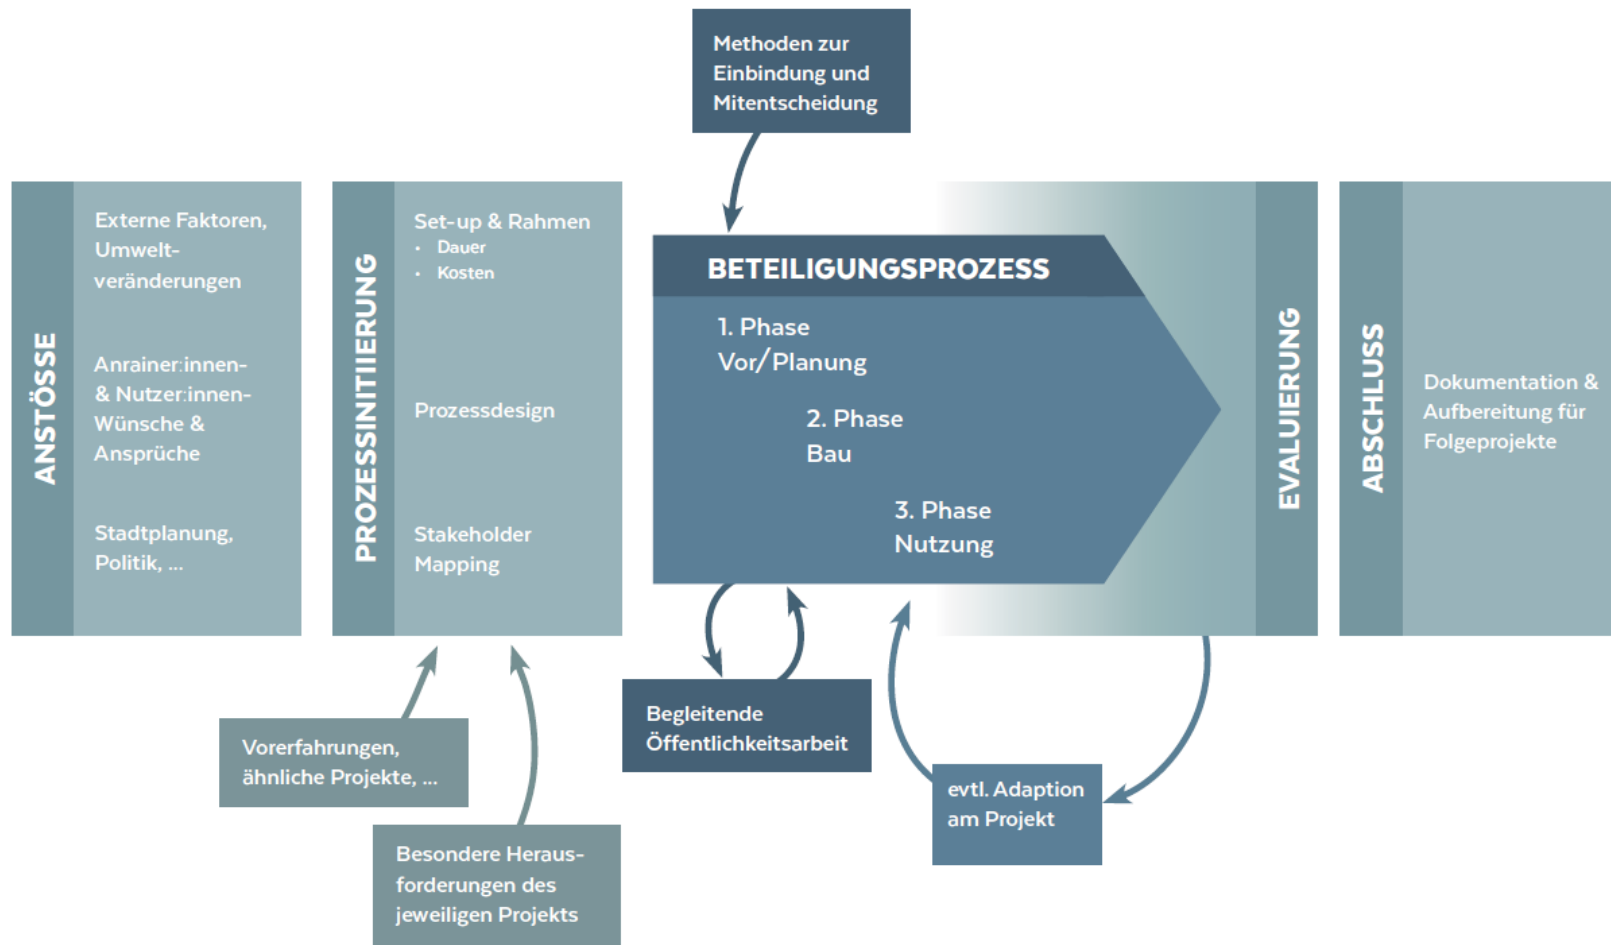 Methoden zur
Einbindung und
Mitentscheidung
ANSTÖSSE
Externe Faktoren,
Umwelt-
veränderungen
Anrainer:innen-
& Nutzer:innen-
Wünsche &
Ansprüche
Stadtplanung,
Politik, ...
PROZESSINITIIERUNG
Set-up & Rahmen
• Dauer
• Kosten
Prozessdesign
Stakeholder
Mapping
BETEILIGUNGSPROZESS
1. Phase
Vor/Planung
2. Phase
Bau
3. Phase
Nutzung
EVALUIERUNG
ABSCHLUSS
Dokumentation &
Aufbereitung für
Folgeprojekte
Vorerfahrungen,
ähnliche Projekte, ...
Besondere Heraus-
forderungen des
jeweiligen Projekts
Begleitende
Öffentlichkeitsarbeit
evtl. Adaption
am Projekt